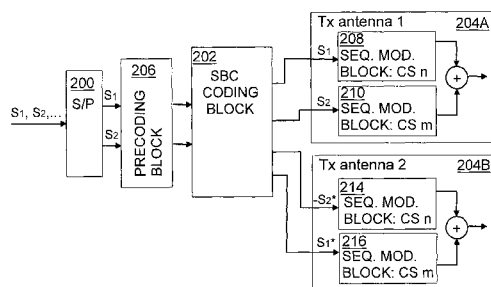 Tx antenna 1
204A
208
SEQ. MOD.
BLOCK: CS n
210
SEQ. MOD.
BLOCK: CS m
+
S1
S2
202
SBC
CODING
BLOCK
206
PRECODING
BLOCK
200
S/P
S1
S2
S1, S2,...
Tx antenna 2
204B
214
SEQ. MOD.
BLOCK: CS n
216
SEQ. MOD.
BLOCK: CS m
+
-S2*
S1*